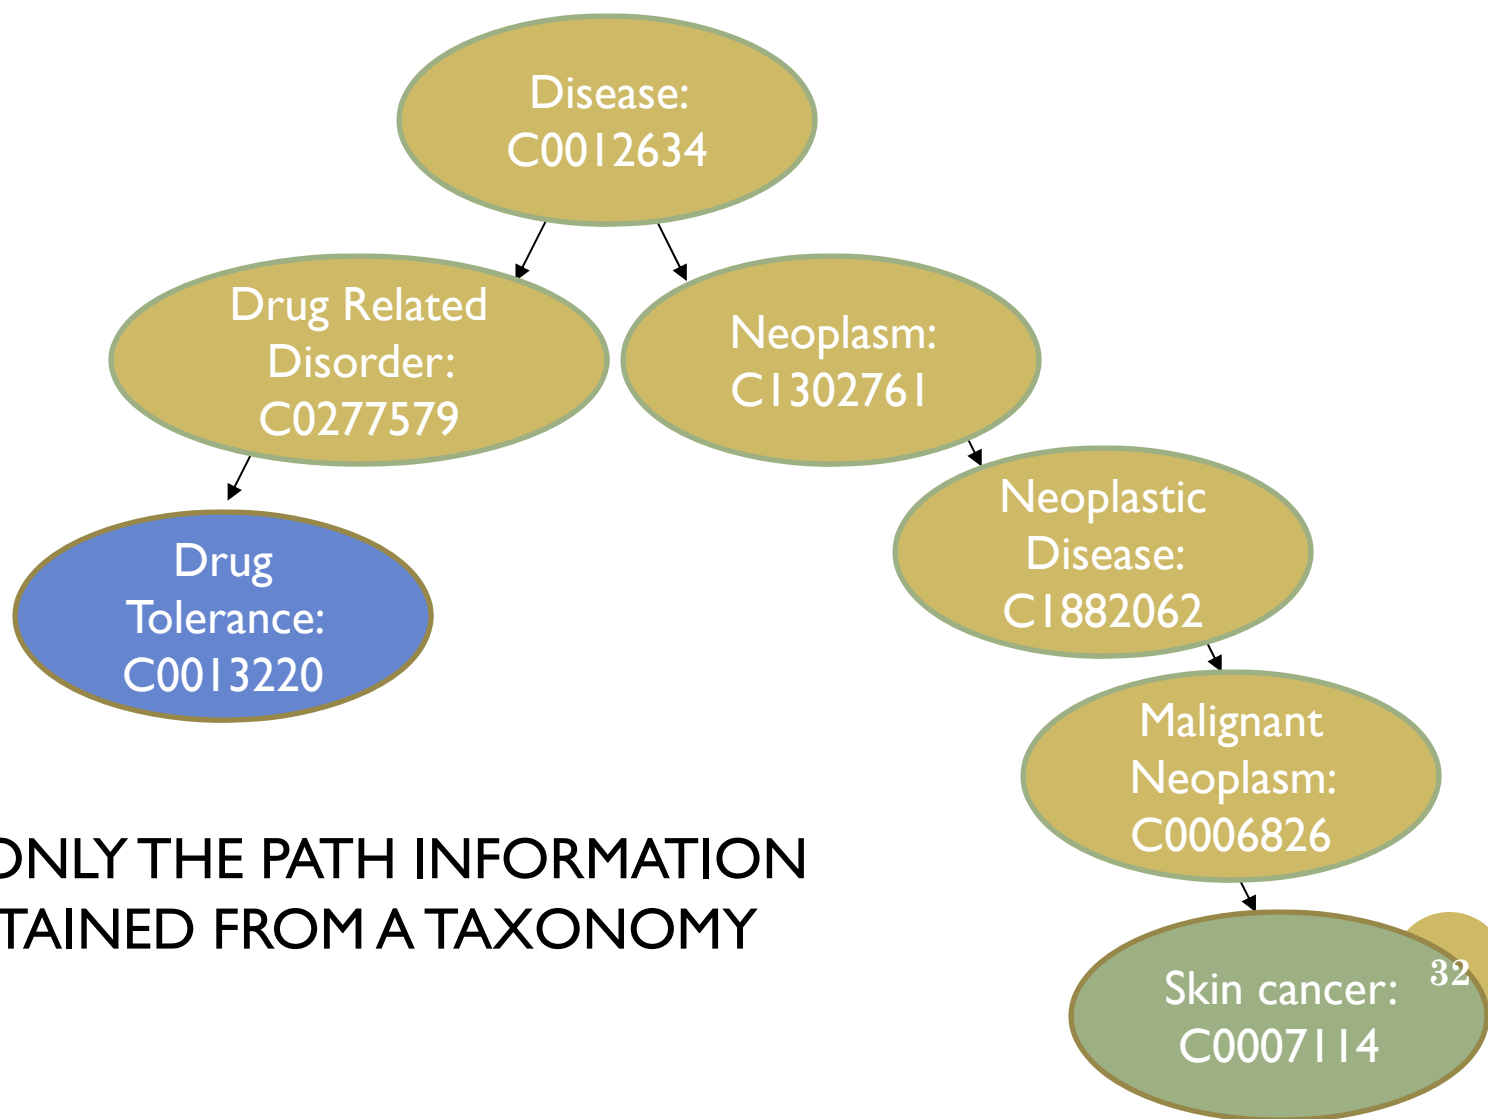 Disease:
C0012634
Drug Related
Disorder:
C0277579
Neoplasm:
C1302761
Neoplastic
Disease:
C1882062
Drug
Tolerance:
C0013220
Malignant
Neoplasm:
C0006826
ONLY THE PATH INFORMATION
TAINED FROM A TAXONOMY
Skin cancer:
C0007114
32